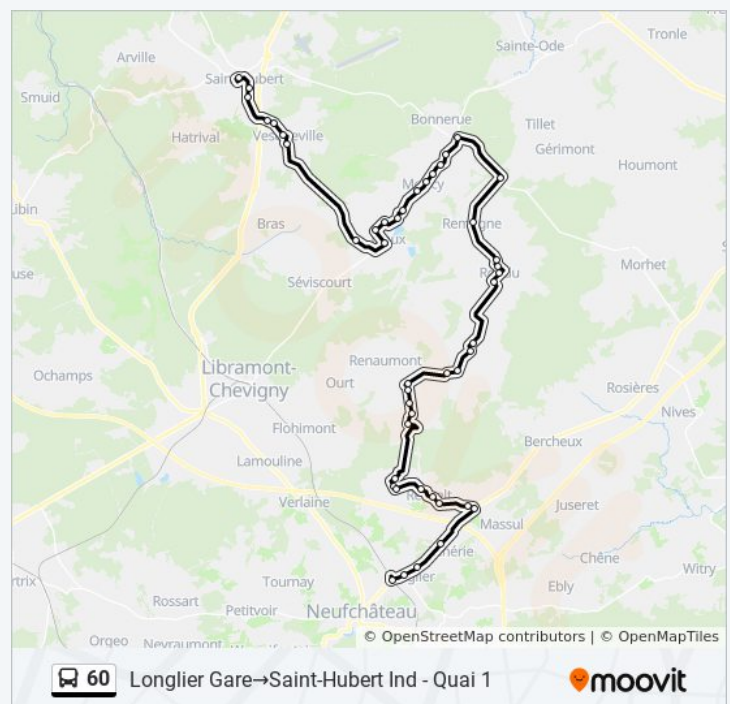 Tronle
Sainte-Ode
Arville
Saint-Hubert
Smuid
Bonnerue
Tillet
Hatrival
Vesqueville
Gérimont
Houmont
Libin
Bras
Remagne
Séviscourt
Morhet
Libramont-
Chevigny
Renaumont
Ochamps
Ourt
Rosières
Nives
Flohimont
Bercheux
Lamouline
Verlaine
Juseret
Massul
Chêne
Witry
Tournay
Ebly
Rossart
Petitvoir
Neufchâteau
Orgeo
Nevraumont
© OpenStreetMap contributors | © OpenMapTiles
60 Longlier Gare→Saint-Hubert Ind - Quai 1
moovit